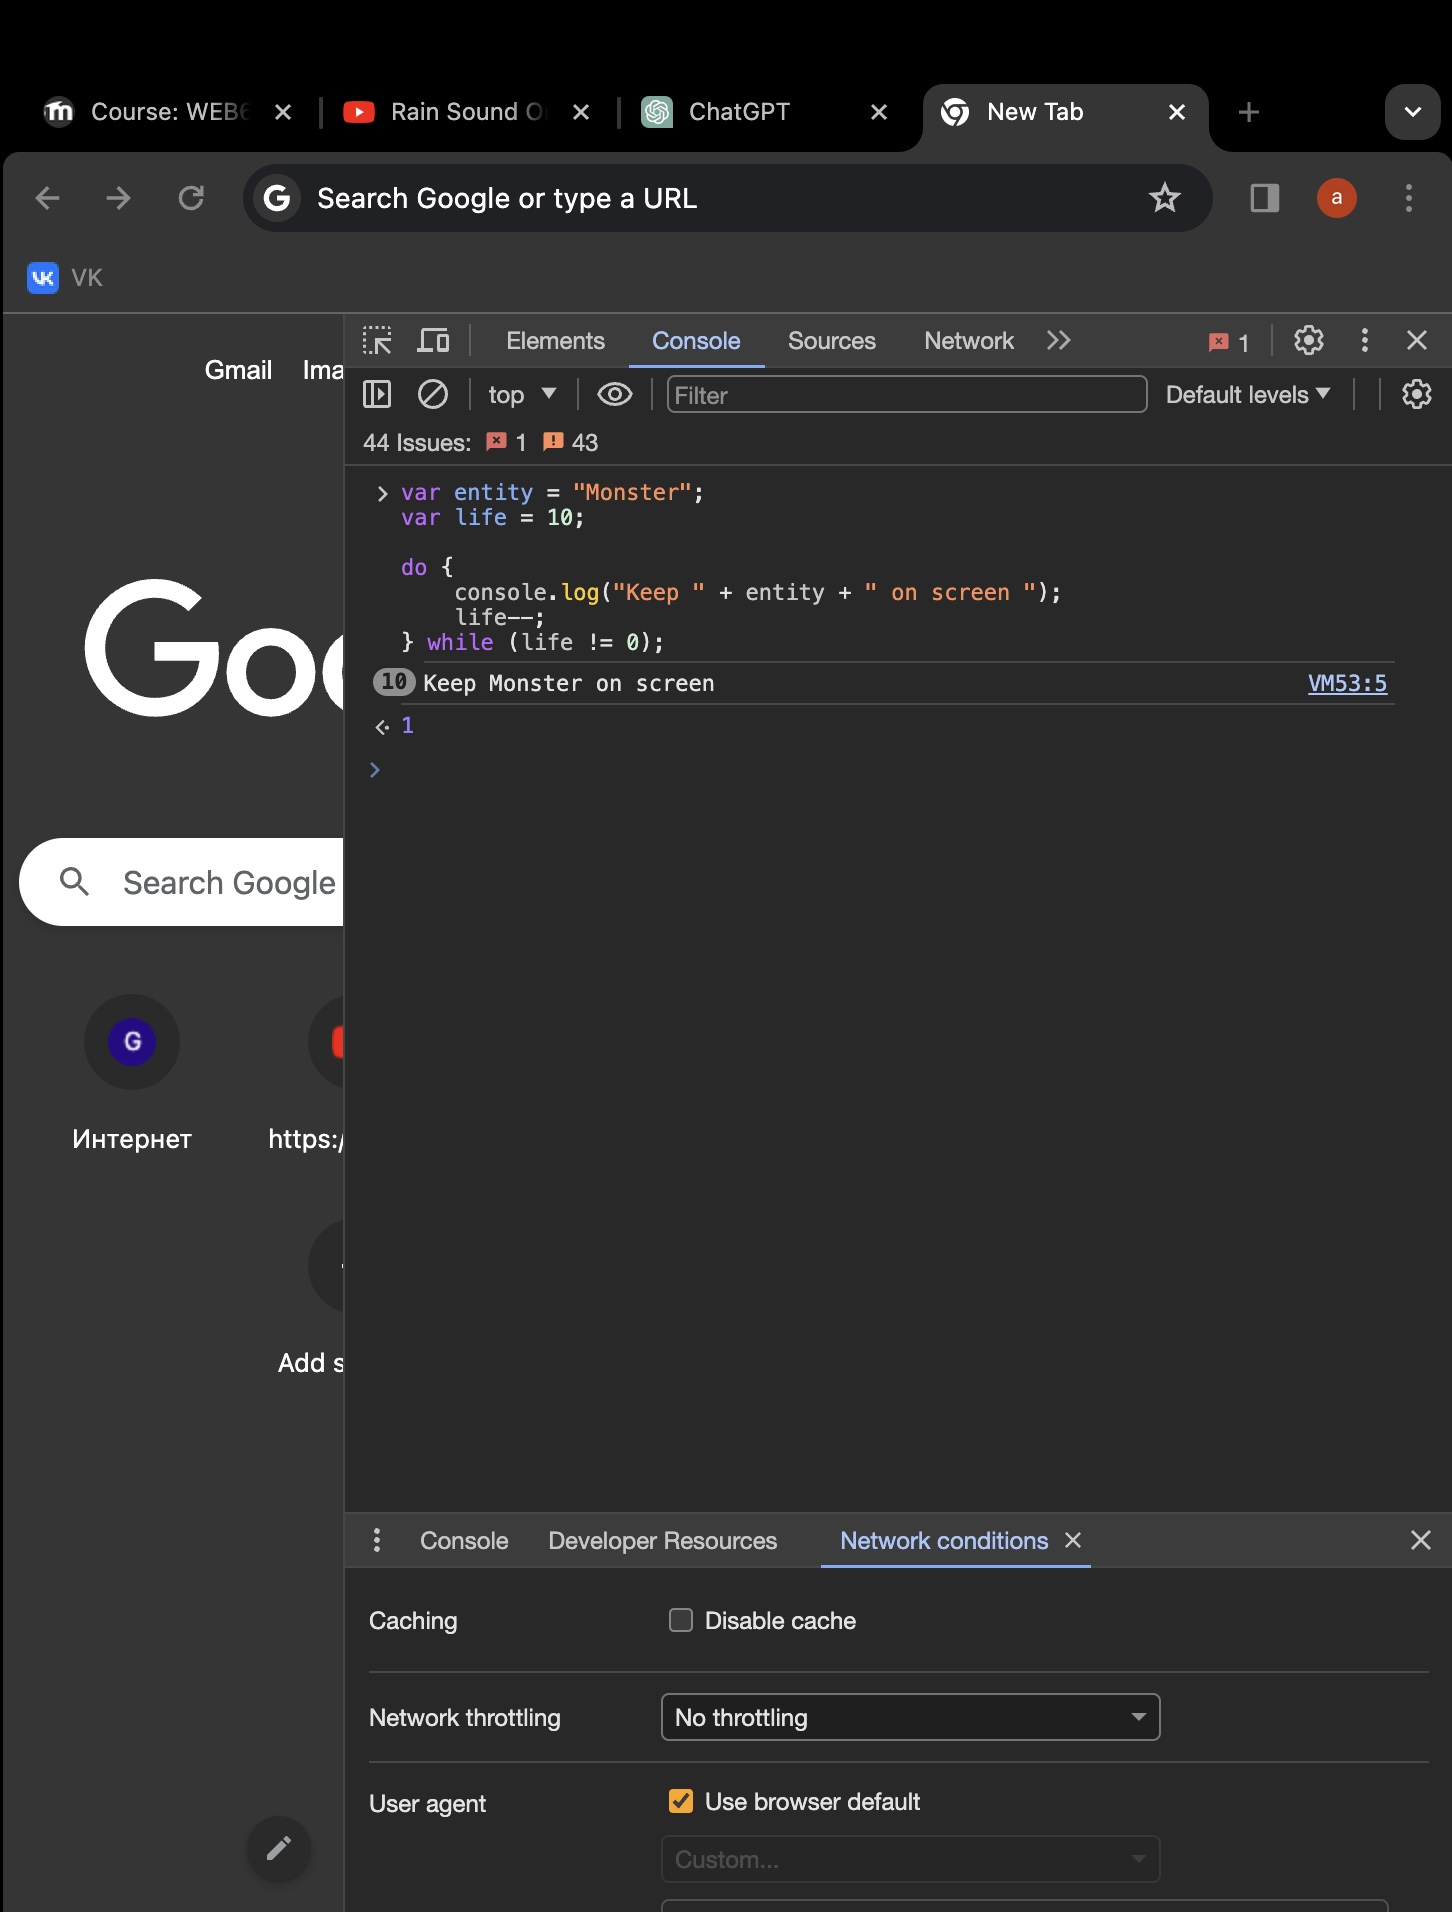 Course: WEB6
Rain Sound O
ChatGPT
New Tab
Search Google or type a URL
a
VK
Gmail Ima
Goo
Search Google
G
Интернет
https:/
Add s
Elements Console Sources Network 1
top Filter Default levels
44 Issues: 1 43
var entity = "Monster";
var life = 10;
do {
console.log("Keep " + entity + " on screen ");
life--;
} while (life != 0);
10 Keep Monster on screen VM53:5
1
Console Developer Resources Network conditions
Caching Disable cache
Network throttling No throttling
User agent Use browser default
Custom...